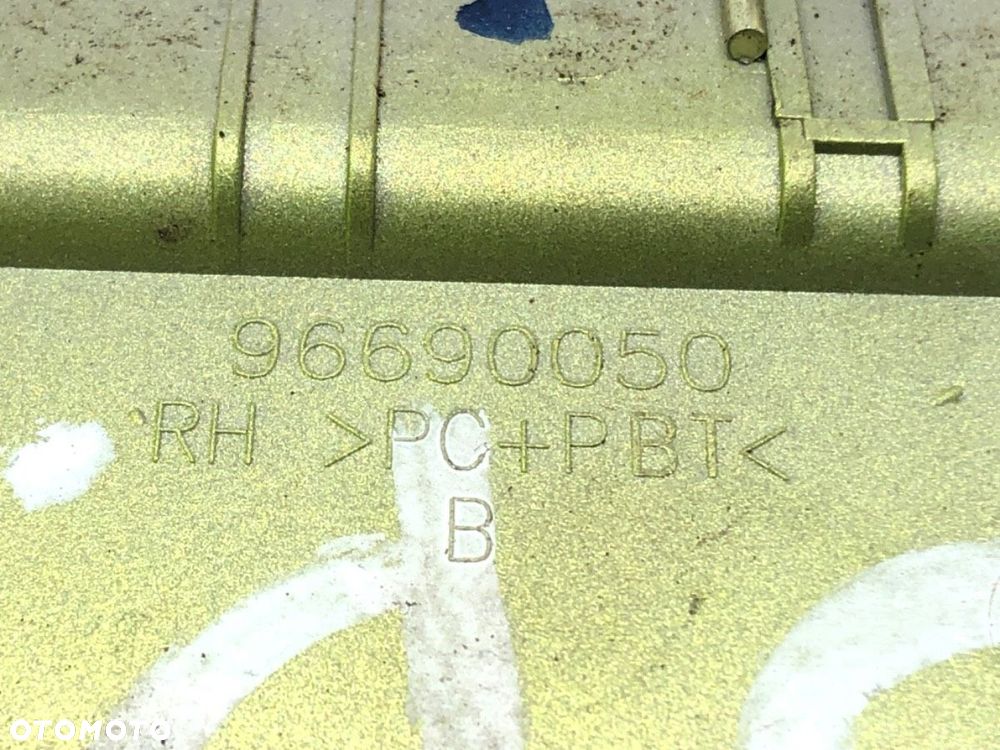 96690050
RH >PC+PBT<
B
OTOMOTO